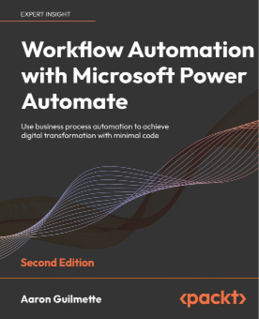 EXPERT INSIGHT
Workflow Automation
with Microsoft Power
Automate
Use business process automation to achieve
digital transformation with minimal code
Second Edition
Aaron Guilmette
<packt>